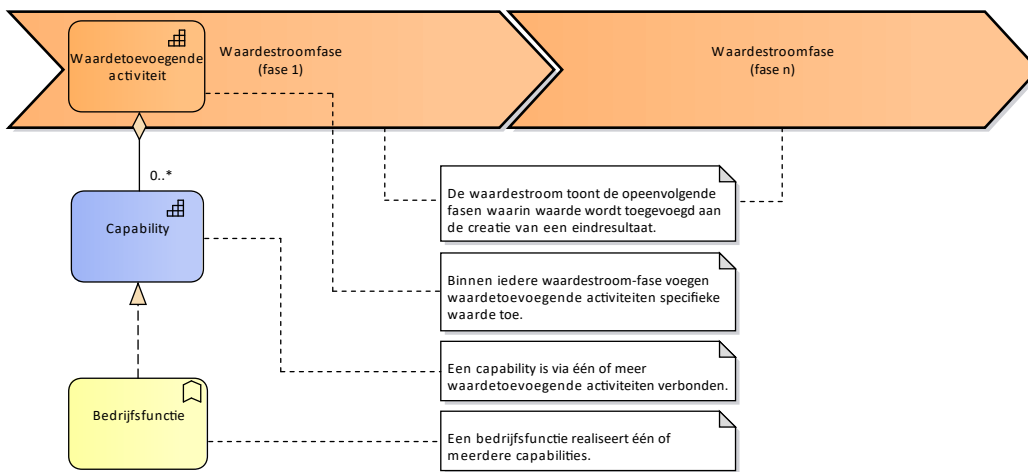 Waardetoevoegende
activiteit
Waardestroomfase
(fase 1)
Waardestroomfase
(fase n)
0..*
De waardestroom toont de opeenvolgende
fasen waarin waarde wordt toegevoegd aan
de creatie van een eindresultaat.
Capability
Binnen iedere waardestroom-fase voegen
waardetoevoegende activiteiten specifieke
waarde toe.
Een capability is via één of meer
waardetoevoegende activiteiten verbonden.
Bedrijfsfunctie
Een bedrijfsfunctie realiseert één of
meerdere capabilities.